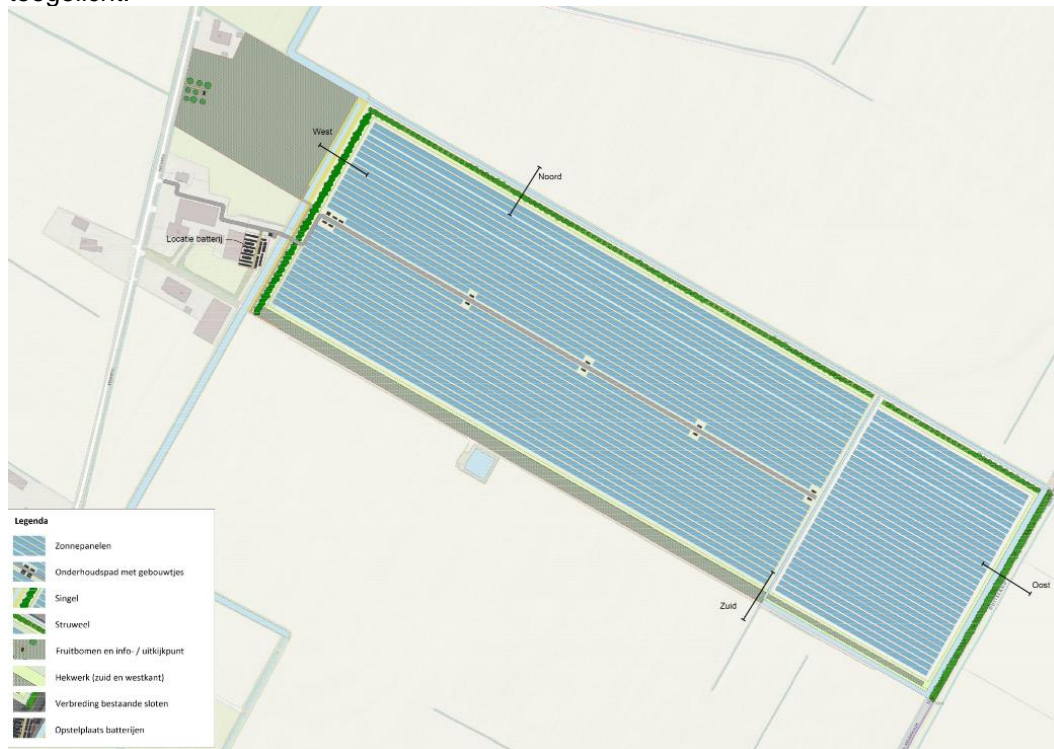 toegelicht.
West
Noord
Locatie batterij
Zuid
Oost
Legenda
Zonnepanelen
Onderhoudspad met gebouwtjes
Singel
Struweel
Fruitbomen en info- / uitkijkpunt
Hekwerk (zuid en westkant)
Verbreding bestaande sloten
Opstelplaats batterijen